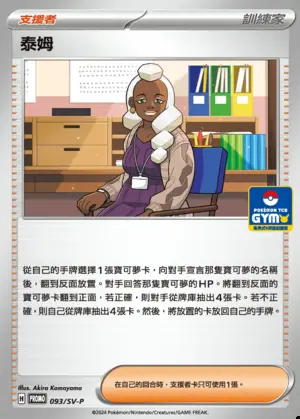 支援者
訓練家
泰姆
POKÉMON TCG
GYM
從自己的手牌選擇1張寶可夢卡，向對手宣言那隻寶可夢的名稱
後，翻到反面放置。對手回答那隻寶可夢的HP。將翻到反面的
寶可夢卡翻到正面，若正確，則對手從牌庫抽出4張卡。若不正
確，則自己從牌庫抽出4張卡。然後，將放置的卡放回自己的手牌。
Illus. Akira Komayama
H PROMO 093/SV-P
在自己的回合時，支援者卡只可使用1張。
©2024 Pokémon/Nintendo/Creatures/GAME FREAK.